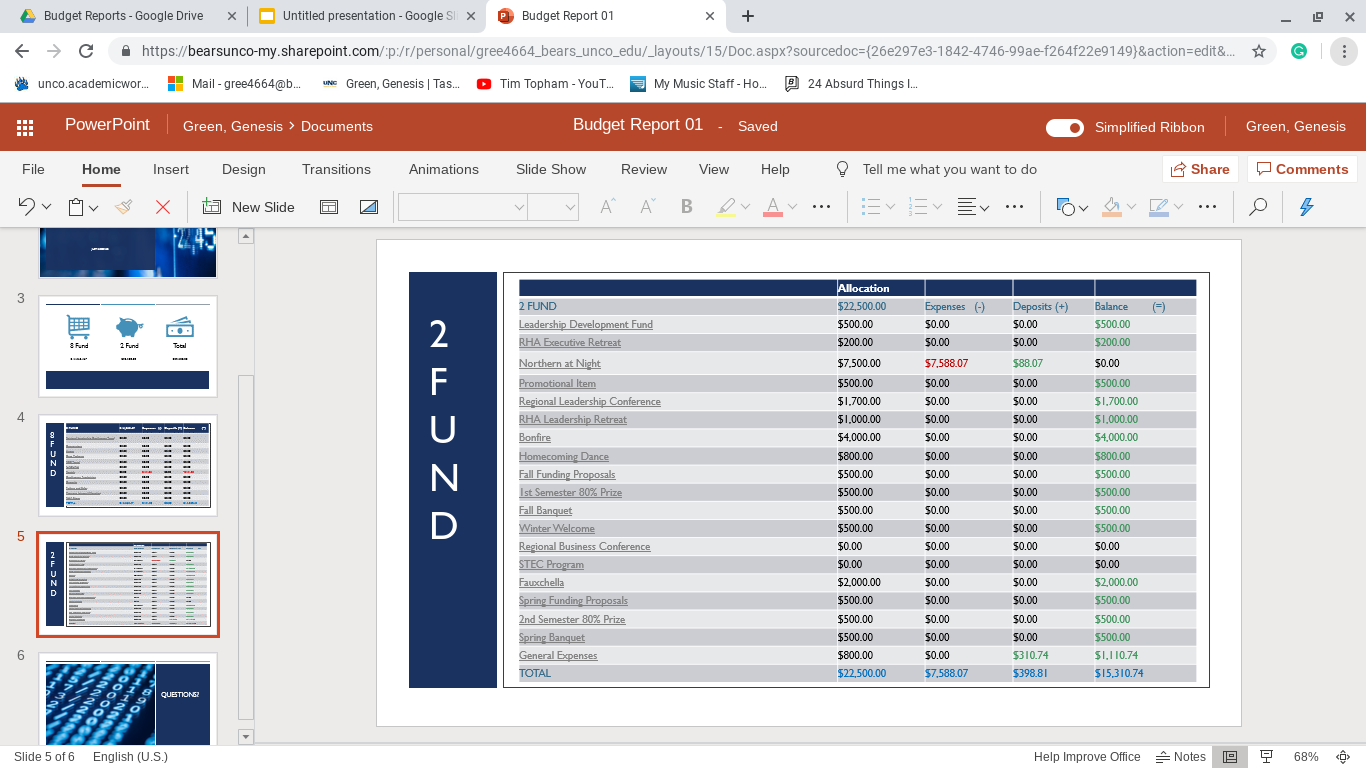 Budget Reports - Google Drive
Untitled presentation - Google Sl
Budget Report 01
https://bearsunco-my.sharepoint.com/:p:/r/personal/gree4664_bears_unco_edu/_layouts/15/Doc.aspx?sourcedoc={26e297e3-1842-4746-99ae-f264f22e9149}&action=edit&...
unco.academicwor...
Mail - gree4664@b...
UNC Green, Genesis | Tas...
Tim Topham - YouT...
My Music Staff - Ho...
24 Absurd Things I...
PowerPoint
Green, Genesis > Documents
Budget Report 01 - Saved
Simplified Ribbon
Green, Genesis
File Home Insert Design Transitions Animations Slide Show Review View Help
Tell me what you want to do
Share
Comments
New Slide
3
8 Fund 2 Fund Total
4
8 FUND
5
2 FUND
6
QUESTIONS?
2
F
U
N
D
Allocation
2 FUND $22,500.00 Expenses (-) Deposits (+) Balance (=)
Leadership Development Fund $500.00 $0.00 $0.00 $500.00
RHA Executive Retreat $200.00 $0.00 $0.00 $200.00
Northern at Night $7,500.00 $7,588.07 $88.07 $0.00
Promotional Item $500.00 $0.00 $0.00 $500.00
Regional Leadership Conference $1,700.00 $0.00 $0.00 $1,700.00
RHA Leadership Retreat $1,000.00 $0.00 $0.00 $1,000.00
Bonfire $4,000.00 $0.00 $0.00 $4,000.00
Homecoming Dance $800.00 $0.00 $0.00 $800.00
Fall Funding Proposals $500.00 $0.00 $0.00 $500.00
1st Semester 80% Prize $500.00 $0.00 $0.00 $500.00
Fall Banquet $500.00 $0.00 $0.00 $500.00
Winter Welcome $500.00 $0.00 $0.00 $500.00
Regional Business Conference $0.00 $0.00 $0.00 $0.00
STEC Program $0.00 $0.00 $0.00 $0.00
Fauxchella $2,000.00 $0.00 $0.00 $2,000.00
Spring Funding Proposals $500.00 $0.00 $0.00 $500.00
2nd Semester 80% Prize $500.00 $0.00 $0.00 $500.00
Spring Banquet $500.00 $0.00 $0.00 $500.00
General Expenses $800.00 $0.00 $310.74 $1,110.74
TOTAL $22,500.00 $7,588.07 $398.81 $15,310.74
Slide 5 of 6 English (U.S.)
Help Improve Office Notes 68%